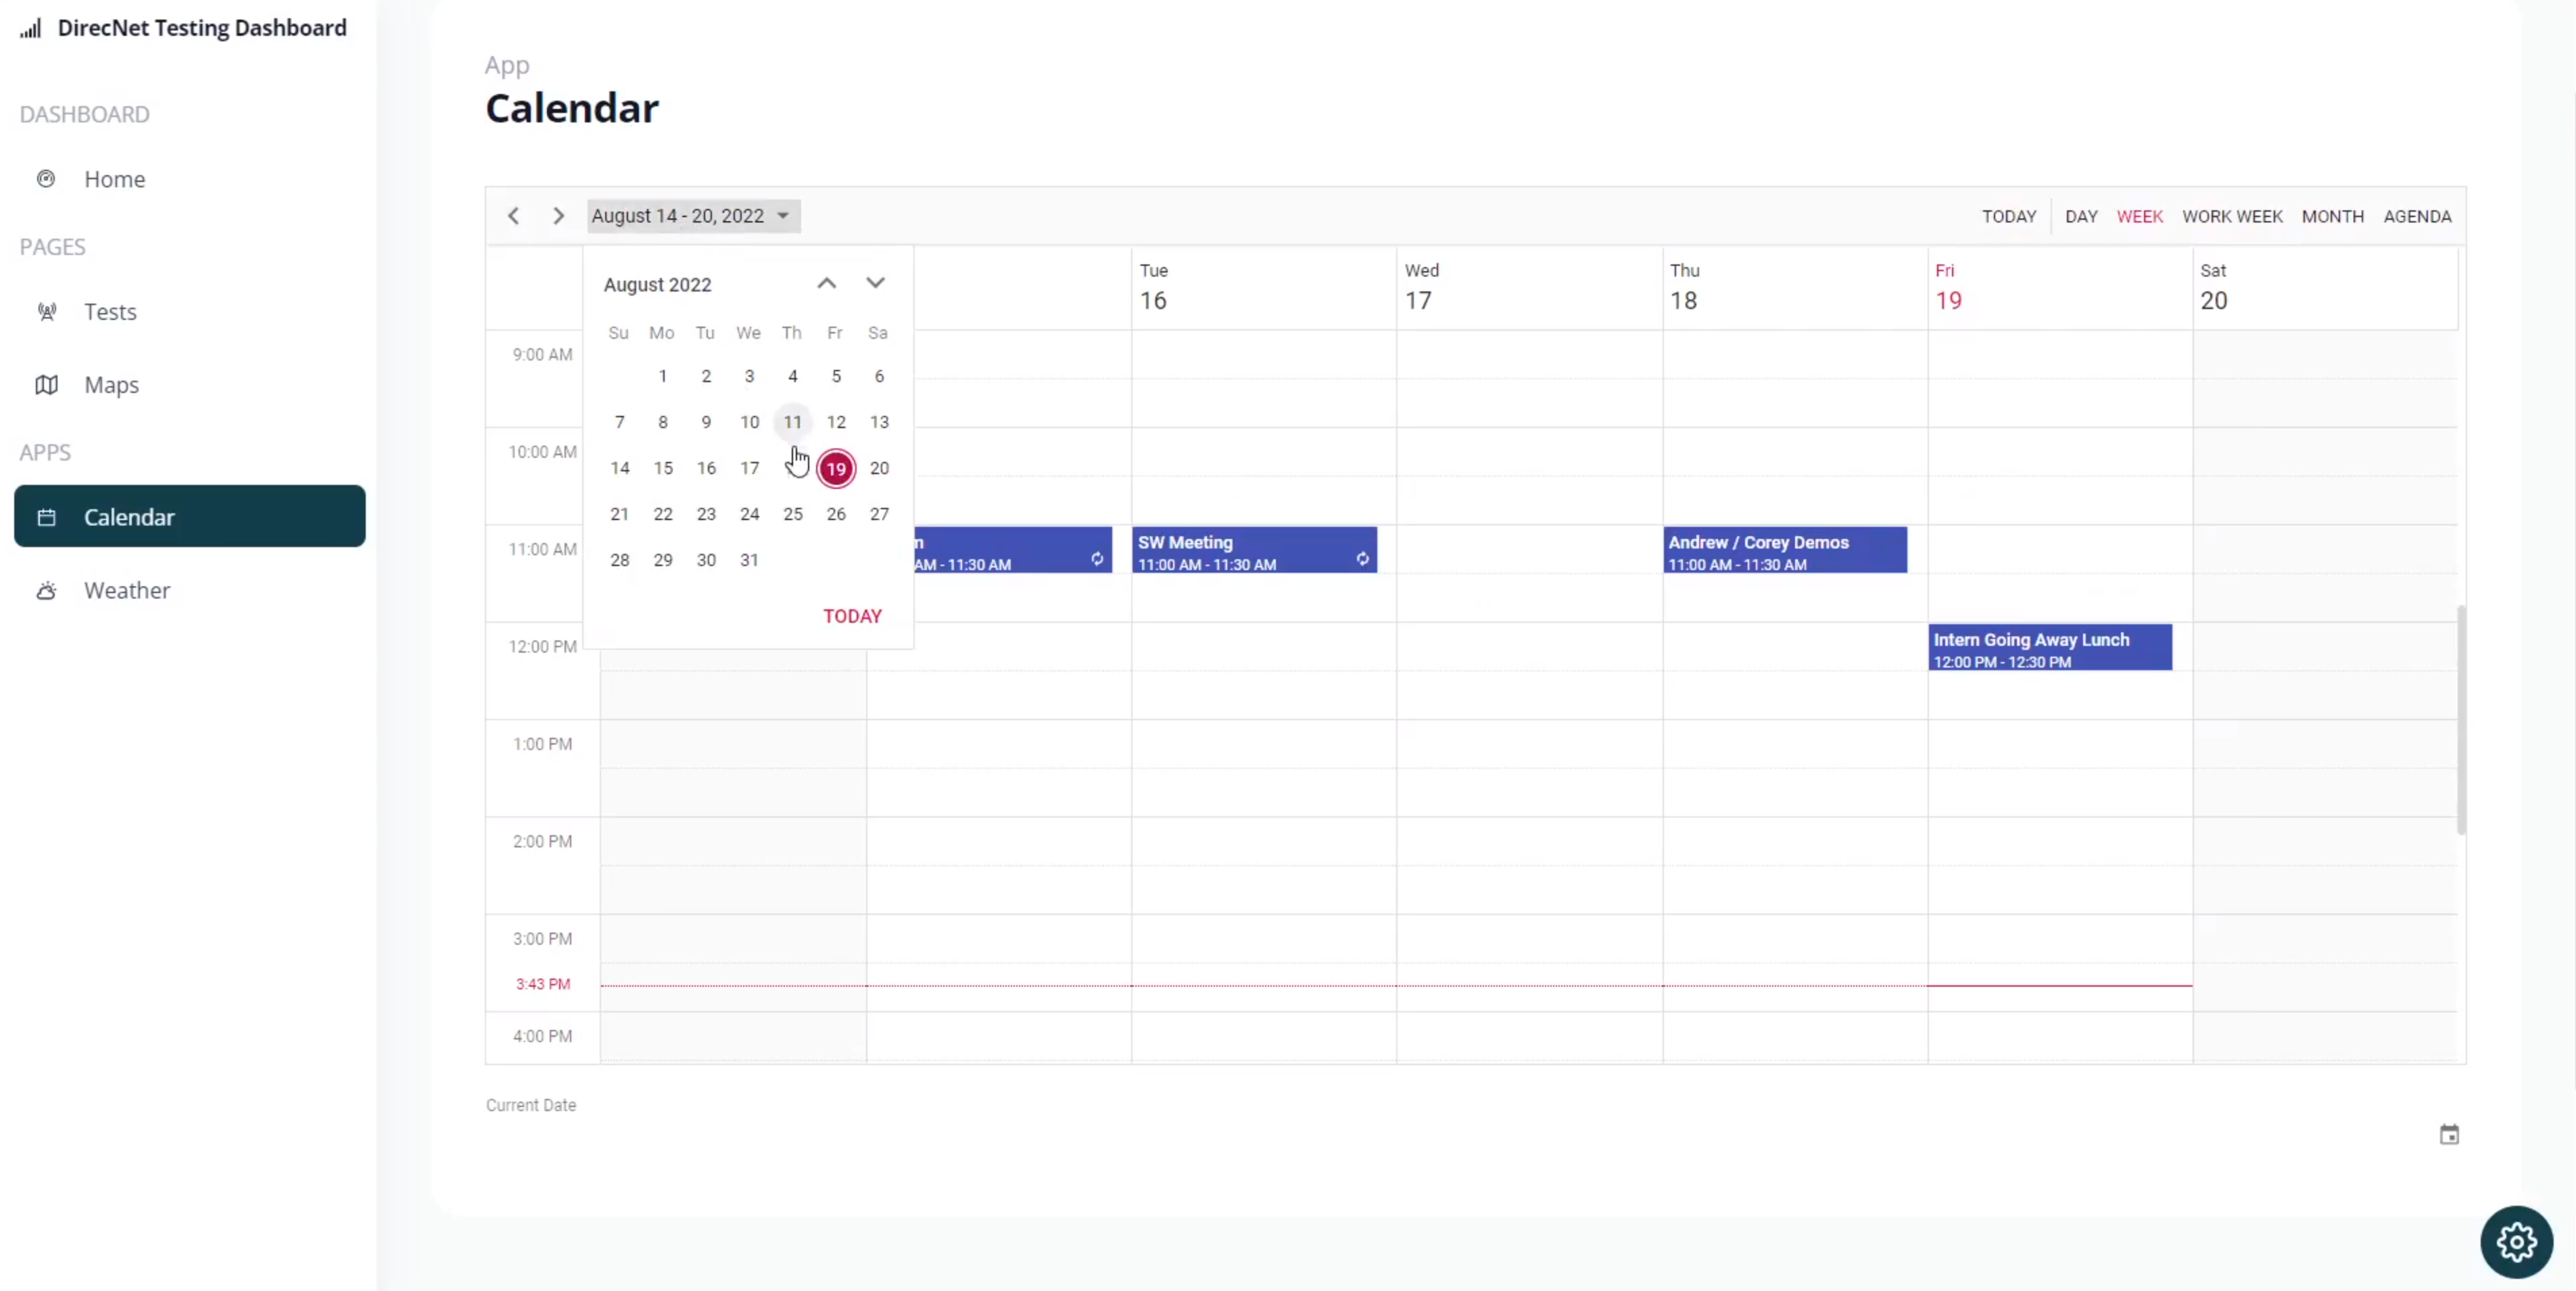 DirecNet Testing Dashboard
DASHBOARD
Home
PAGES
Tests
Maps
APPS
Calendar
Weather
App
Calendar
August 14 - 20, 2022
TODAY
DAY
WEEK
WORK WEEK
MONTH
AGENDA
August 2022
Su Mo Tu We Th Fr Sa
1 2 3 4 5 6
7 8 9 10 11 12 13
14 15 16 17 19 20
21 22 23 24 25 26 27
28 29 30 31
TODAY
Tue
16
Wed
17
Thu
18
Fri
19
Sat
20
9:00 AM
10:00 AM
11:00 AM
12:00 PM
1:00 PM
2:00 PM
3:00 PM
3:43 PM
4:00 PM
AM - 11:30 AM
SW Meeting
11:00 AM - 11:30 AM
Andrew / Corey Demos
11:00 AM - 11:30 AM
Intern Going Away Lunch
12:00 PM - 12:30 PM
Current Date